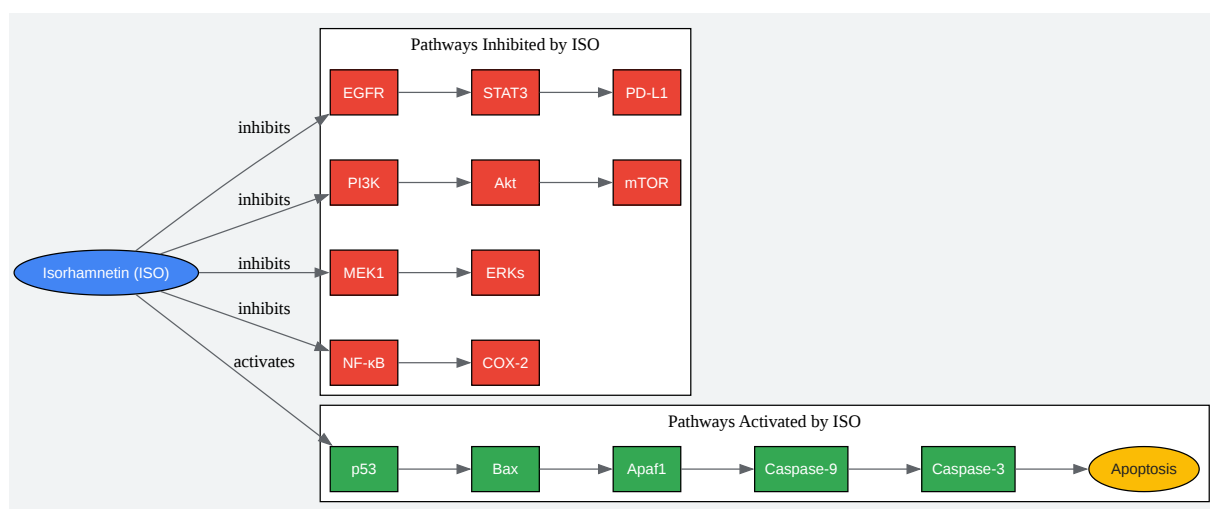 Pathways Inhibited by ISO
EGFR
STAT3
PD-L1
inhibits
PI3K
Akt
mTOR
inhibits
Isorhamnetin (ISO)
inhibits
MEK1
ERKs
inhibits
NF-κB
COX-2
activates
Pathways Activated by ISO
p53
Bax
Apaf1
Caspase-9
Caspase-3
Apoptosis